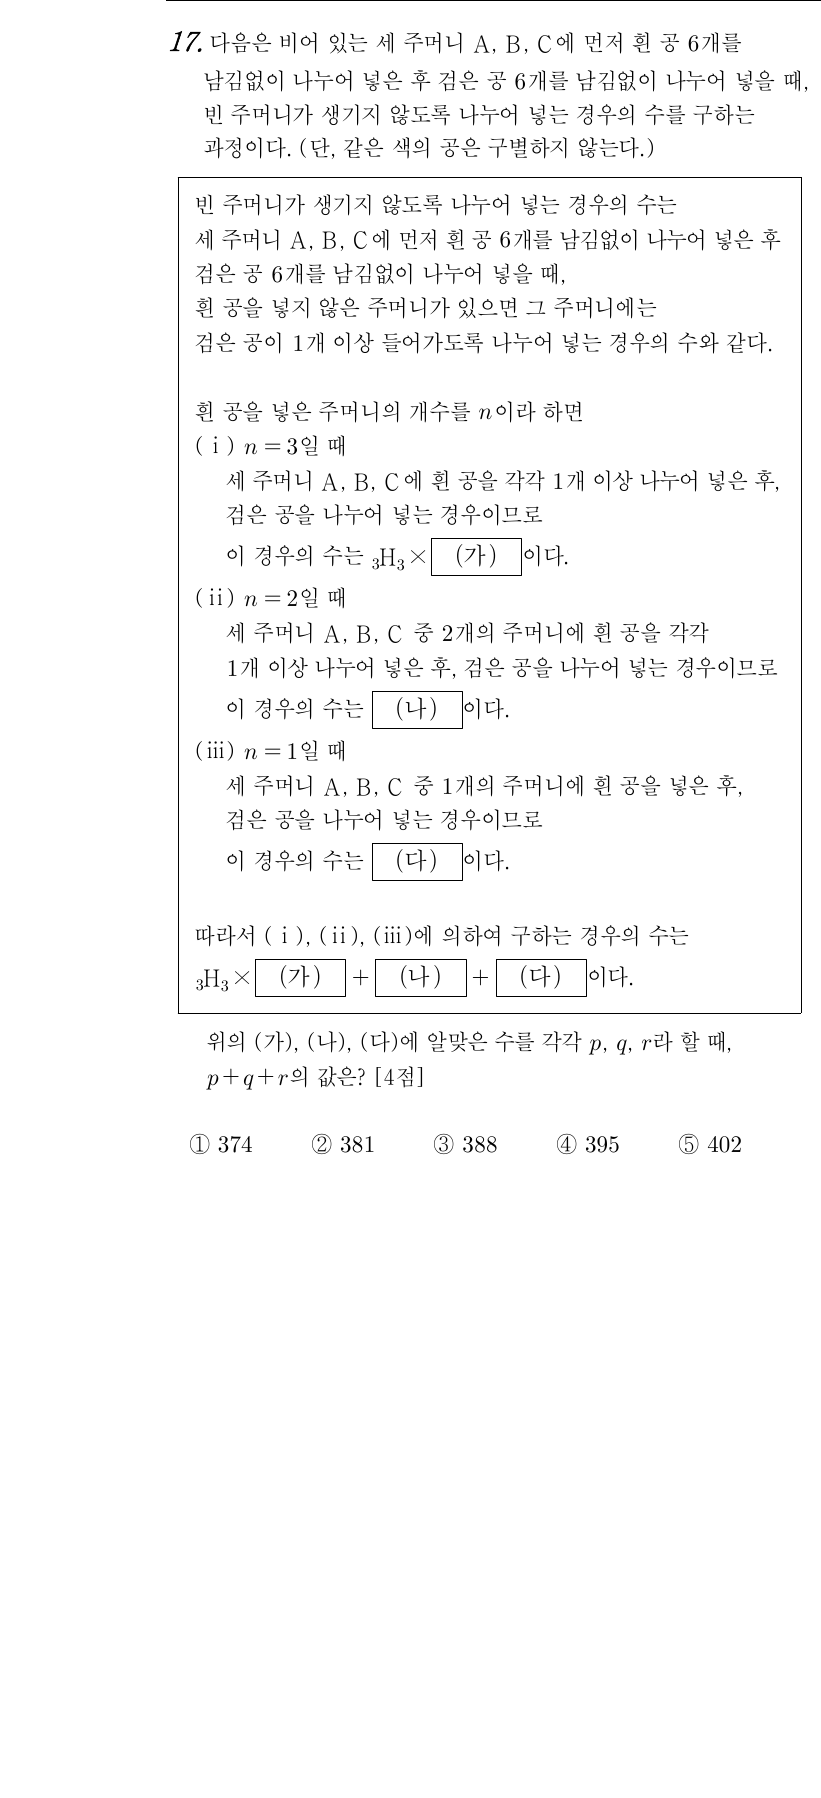 17. 다음은 비어 있는 세 주머니 A, B, C에 먼저 흰 공 6개를
남김없이 나누어 넣은 후 검은 공 6개를 남김없이 나누어 넣을 때,
빈 주머니가 생기지 않도록 나누어 넣는 경우의 수를 구하는
과정이다. (단, 같은 색의 공은 구별하지 않는다.)
빈 주머니가 생기지 않도록 나누어 넣는 경우의 수는
세 주머니 A, B, C에 먼저 흰 공 6개를 남김없이 나누어 넣은 후
검은 공 6개를 남김없이 나누어 넣을 때,
흰 공을 넣지 않은 주머니가 있으면 그 주머니에는
검은 공이 1개 이상 들어가도록 나누어 넣는 경우의 수와 같다.
흰 공을 넣은 주머니의 개수를 n이라 하면
(ⅰ) n=3일 때
세 주머니 A, B, C에 흰 공을 각각 1개 이상 나누어 넣은 후,
검은 공을 나누어 넣는 경우이므로
이 경우의 수는 ₃H₃× (가) 이다.
(ⅱ) n=2일 때
세 주머니 A, B, C 중 2개의 주머니에 흰 공을 각각
1개 이상 나누어 넣은 후, 검은 공을 나누어 넣는 경우이므로
이 경우의 수는 (나) 이다.
(ⅲ) n=1일 때
세 주머니 A, B, C 중 1개의 주머니에 흰 공을 넣은 후,
검은 공을 나누어 넣는 경우이므로
이 경우의 수는 (다) 이다.
따라서 (ⅰ), (ⅱ), (ⅲ)에 의하여 구하는 경우의 수는
₃H₃× (가) + (나) + (다) 이다.
위의 (가), (나), (다)에 알맞은 수를 각각 p, q, r라 할 때,
p+q+r의 값은? [4점]
① 374 ② 381 ③ 388 ④ 395 ⑤ 402